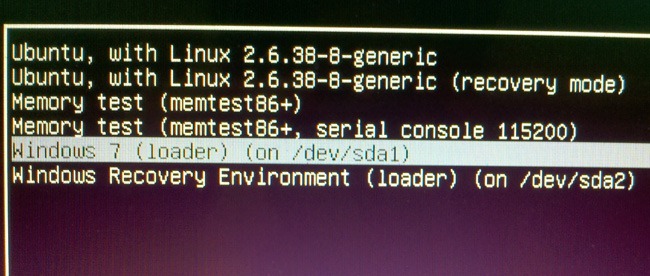 Ubuntu, with Linux 2.6.38-8-generic
Ubuntu, with Linux 2.6.38-8-generic (recovery mode)
Memory test (memtest86+)
Memory test (memtest86+, serial console 115200)
Windows 7 (loader) (on /dev/sda1)
Windows Recovery Environment (loader) (on /dev/sda2)